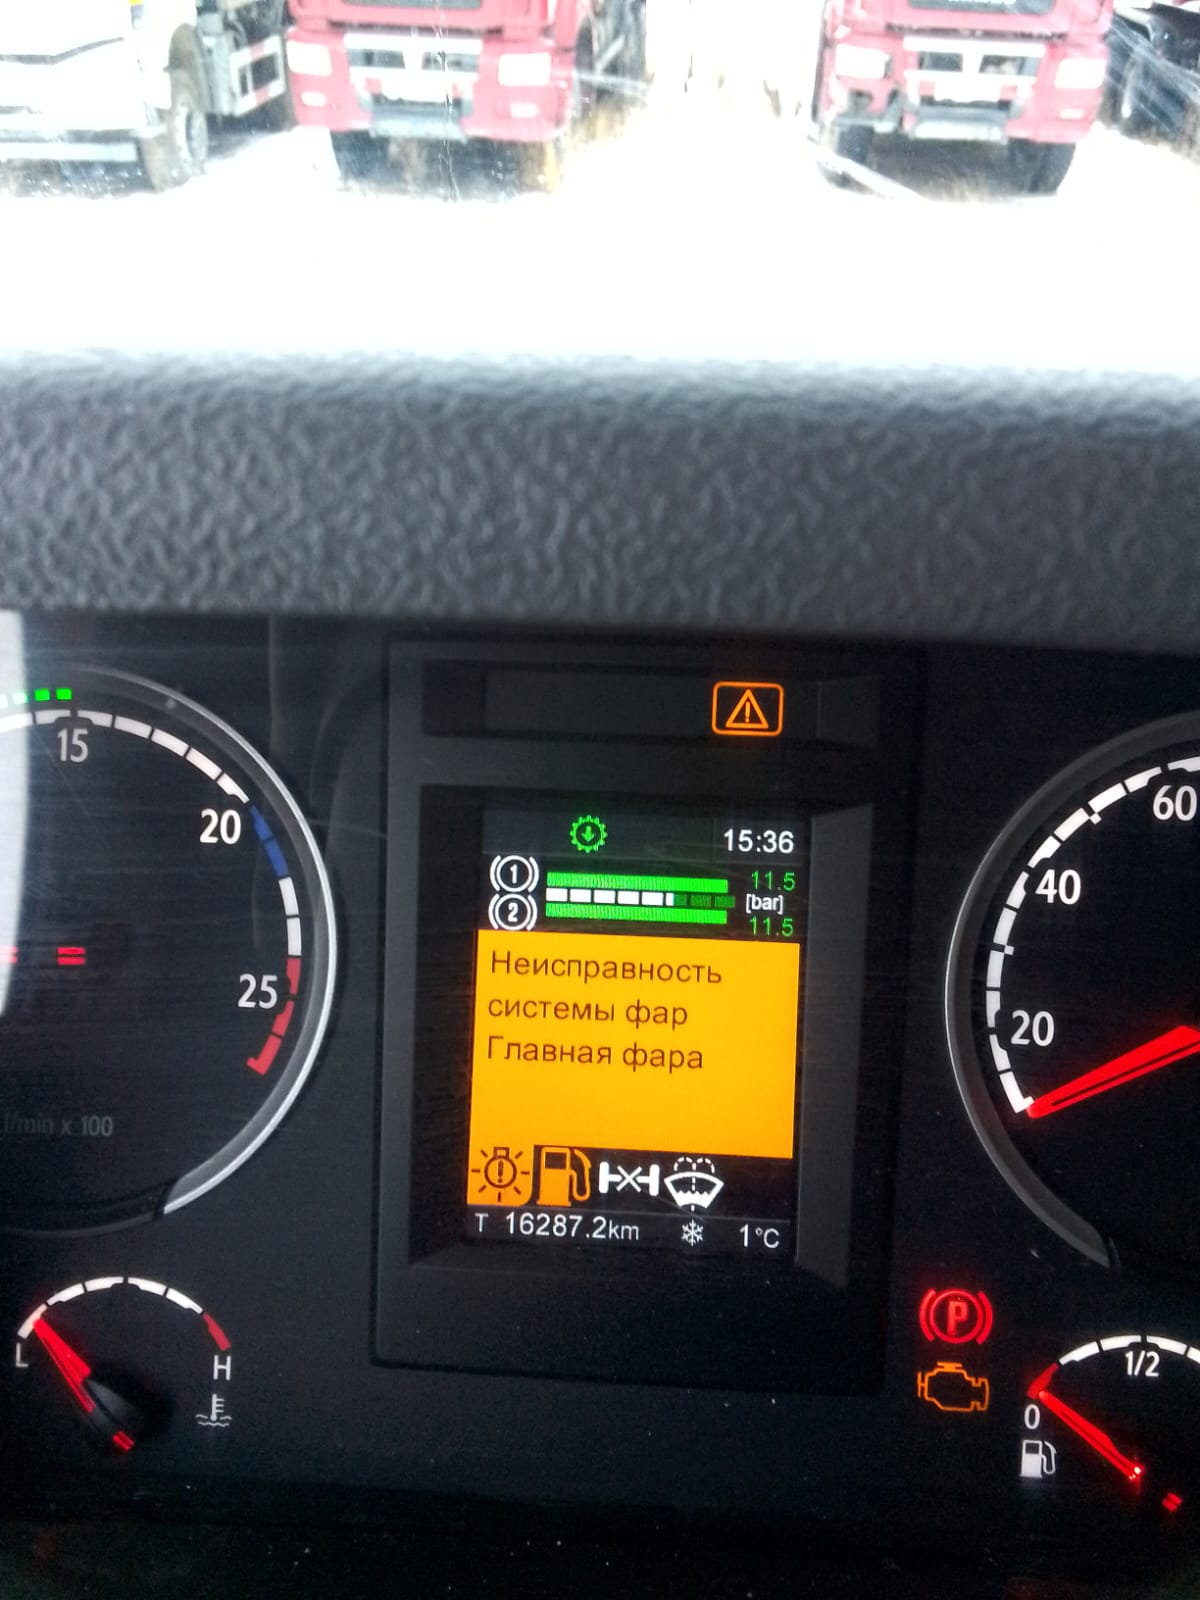 15
20
25
l/min x 100
15:36
1
11.5
[bar]
2
11.5
Неисправность
системы фар
Главная фара
T 16287.2km
1°C
60
40
20
L
H
P
1/2
0